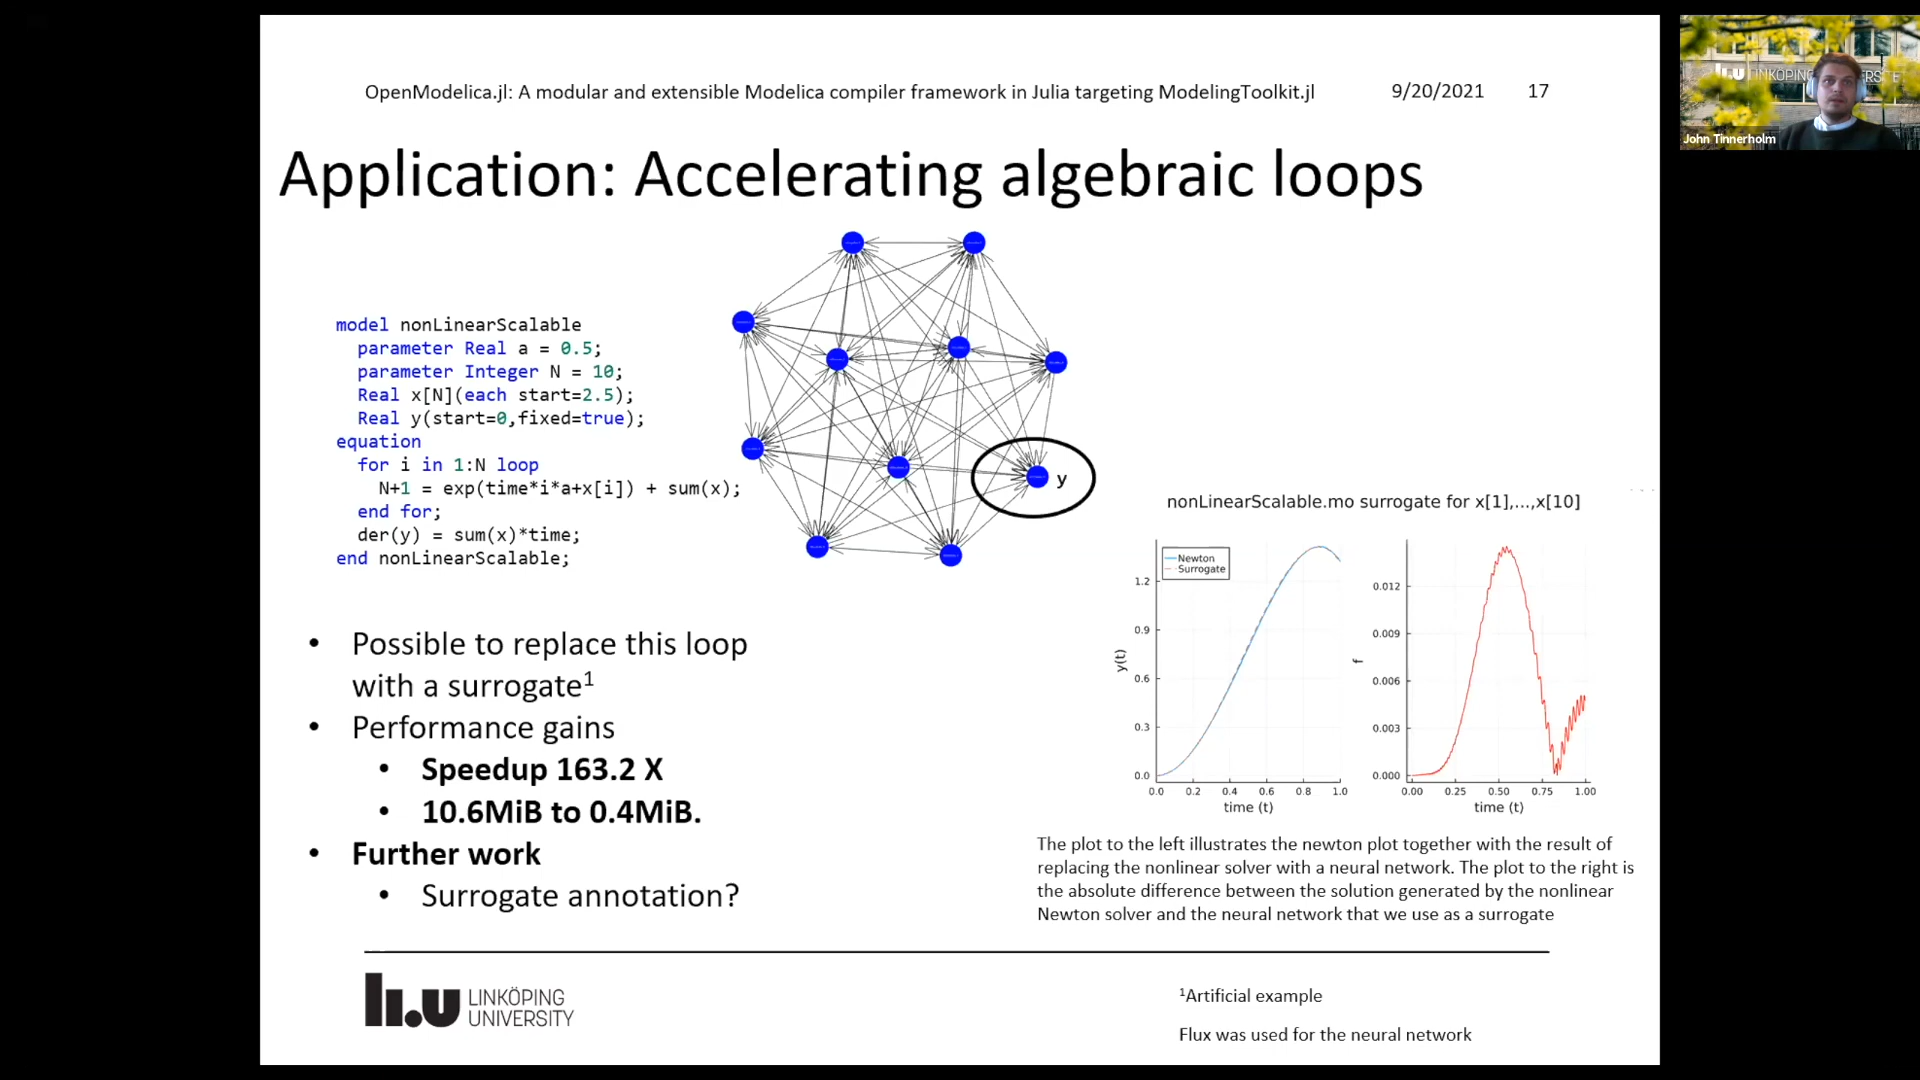 OpenModelica.jl: A modular and extensible Modelica compiler framework in Julia targeting ModelingToolkit.jl 9/20/2021 17
LINKÖPING
John Tinnerholm
Application: Accelerating algebraic loops
model nonLinearScalable
parameter Real a = 0.5;
parameter Integer N = 10;
Real x[N](each start=2.5);
Real y(start=0,fixed=true);
equation
for i in 1:N loop
N+1 = exp(time*i*a+x[i]) + sum(x);
end for;
der(y) = sum(x)*time;
end nonLinearScalable;
y
• Possible to replace this loop
with a surrogate¹
• Performance gains
• Speedup 163.2 X
• 10.6MiB to 0.4MiB.
• Further work
• Surrogate annotation?
nonLinearScalable.mo surrogate for x[1],...,x[10]
Newton
Surrogate
y(t)
1.2
0.9
0.6
0.3
0.0
0.0 0.2 0.4 0.6 0.8 1.0
time (t)
f
0.012
0.009
0.006
0.003
0.000
0.00 0.25 0.50 0.75 1.00
time (t)
The plot to the left illustrates the newton plot together with the result of
replacing the nonlinear solver with a neural network. The plot to the right is
the absolute difference between the solution generated by the nonlinear
Newton solver and the neural network that we use as a surrogate
li.u LINKÖPING
UNIVERSITY
¹Artificial example
Flux was used for the neural network